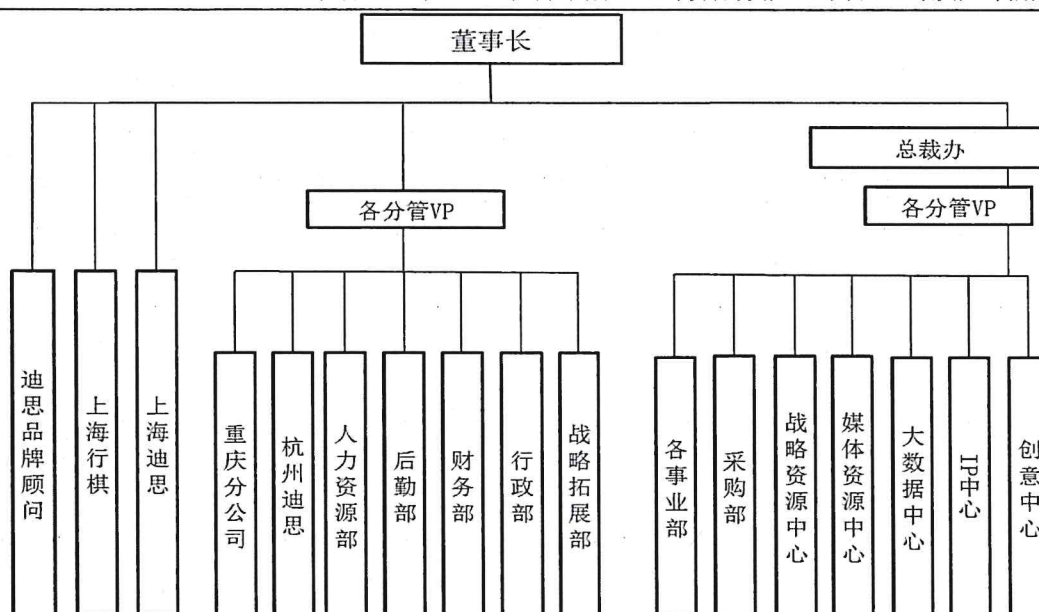 董事长
总裁办
各分管VP
各分管VP
迪思品牌顾问
上海行棋
上海迪思
重庆分公司
杭州迪思
人力资源部
后勤部
财务部
行政部
战略拓展部
各事业部
采购部
战略资源中心
媒体资源中心
大数据中心
IP中心
创意中心